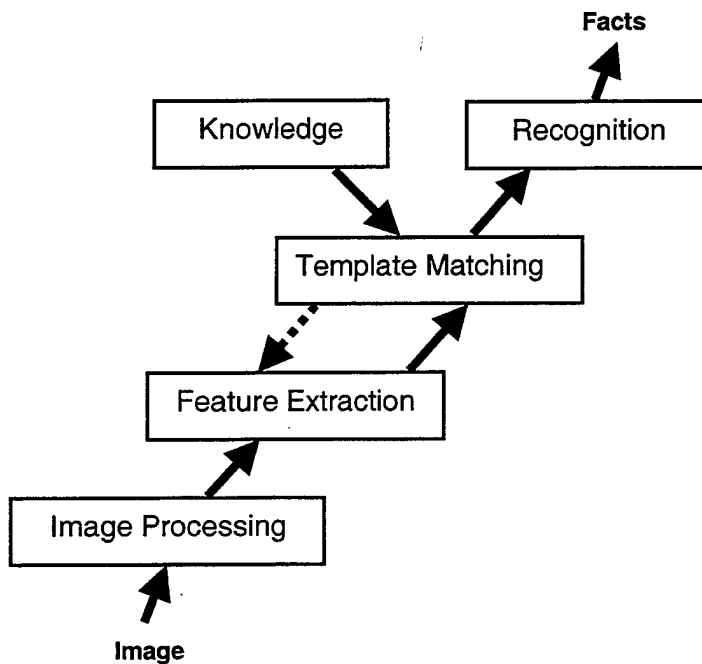 Facts
Knowledge
Recognition
Template Matching
Feature Extraction
Image Processing
Image